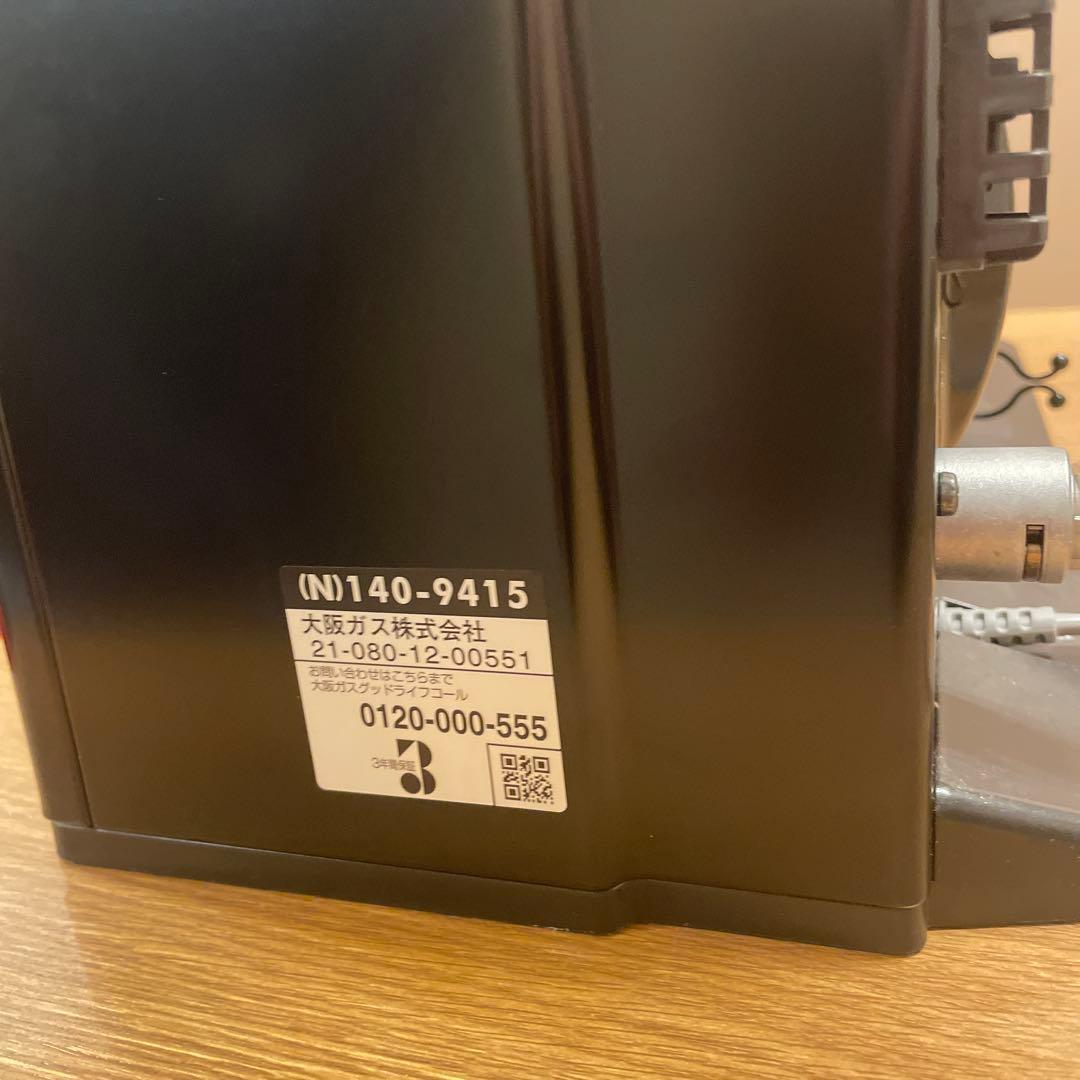 (N)140-9415
大阪ガス株式会社
21-080-12-00551
お問い合わせはこちらまで
大阪ガスグッドライフコール
0120-000-555
3年間保証
3